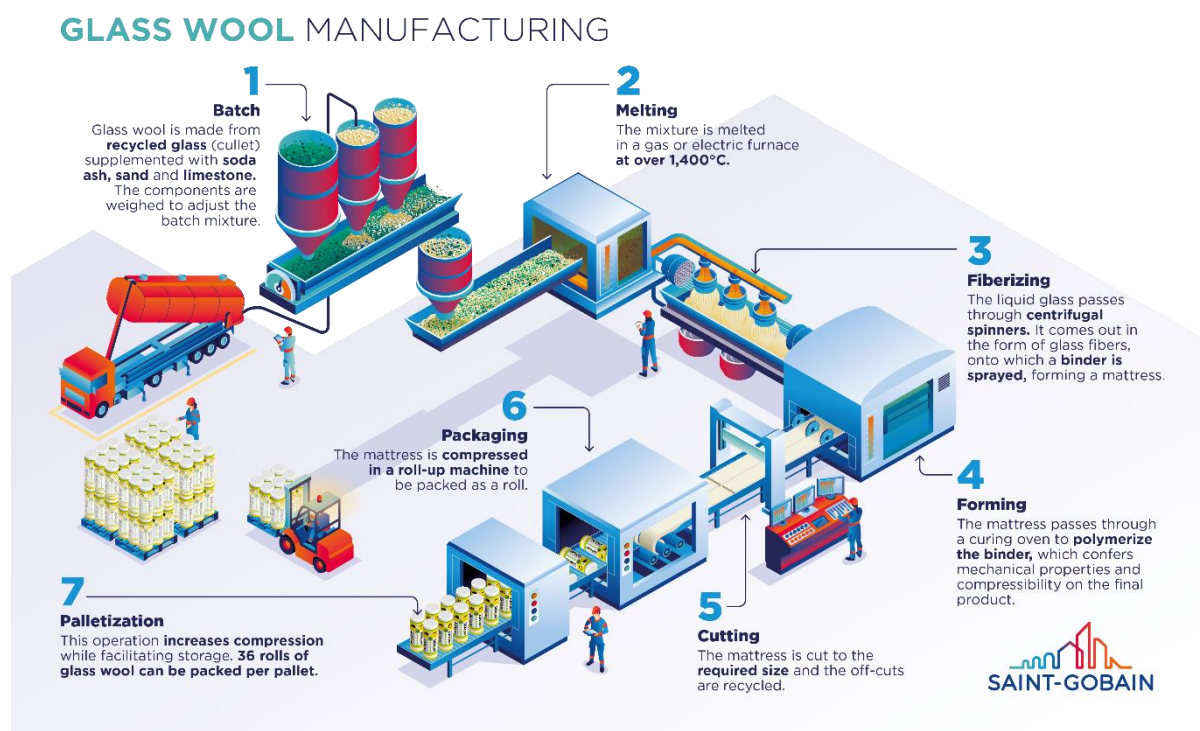 GLASS WOOL MANUFACTURING
1
Batch
Glass wool is made from
recycled glass (cullet)
supplemented with soda
ash, sand and limestone.
The components are
weighed to adjust the
batch mixture.
2
Melting
The mixture is melted
in a gas or electric furnace
at over 1,400°C.
3
Fiberizing
The liquid glass passes
through centrifugal
spinners. It comes out in
the form of glass fibers,
onto which a binder is
sprayed, forming a mattress.
4
Forming
The mattress passes through
a curing oven to polymerize
the binder, which confers
mechanical properties and
compressibility on the final
product.
5
Cutting
The mattress is cut to the
required size and the off-cuts
are recycled.
6
Packaging
The mattress is compressed
in a roll-up machine to
be packed as a roll.
7
Palletization
This operation increases compression
while facilitating storage. 36 rolls of
glass wool can be packed per pallet.
SAINT-GOBAIN